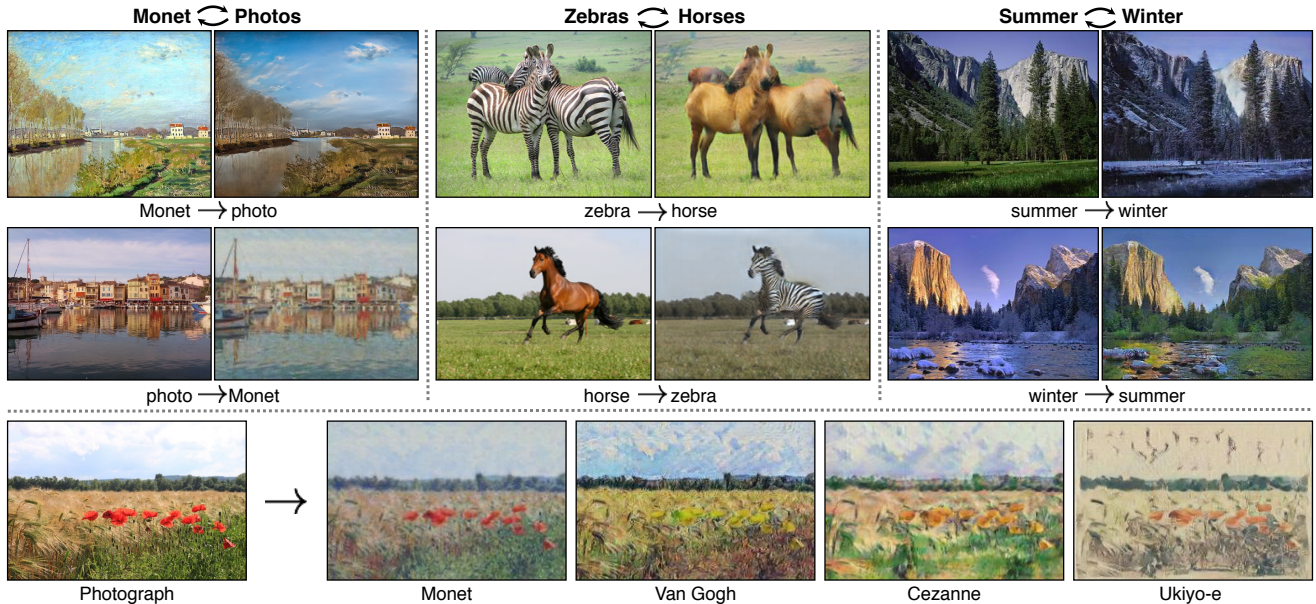 Monet Photos
Zebras Horses
Summer Winter
Monet → photo
zebra → horse
summer → winter
photo → Monet
horse → zebra
winter → summer
Photograph
→
Monet
Van Gogh
Cezanne
Ukiyo-e